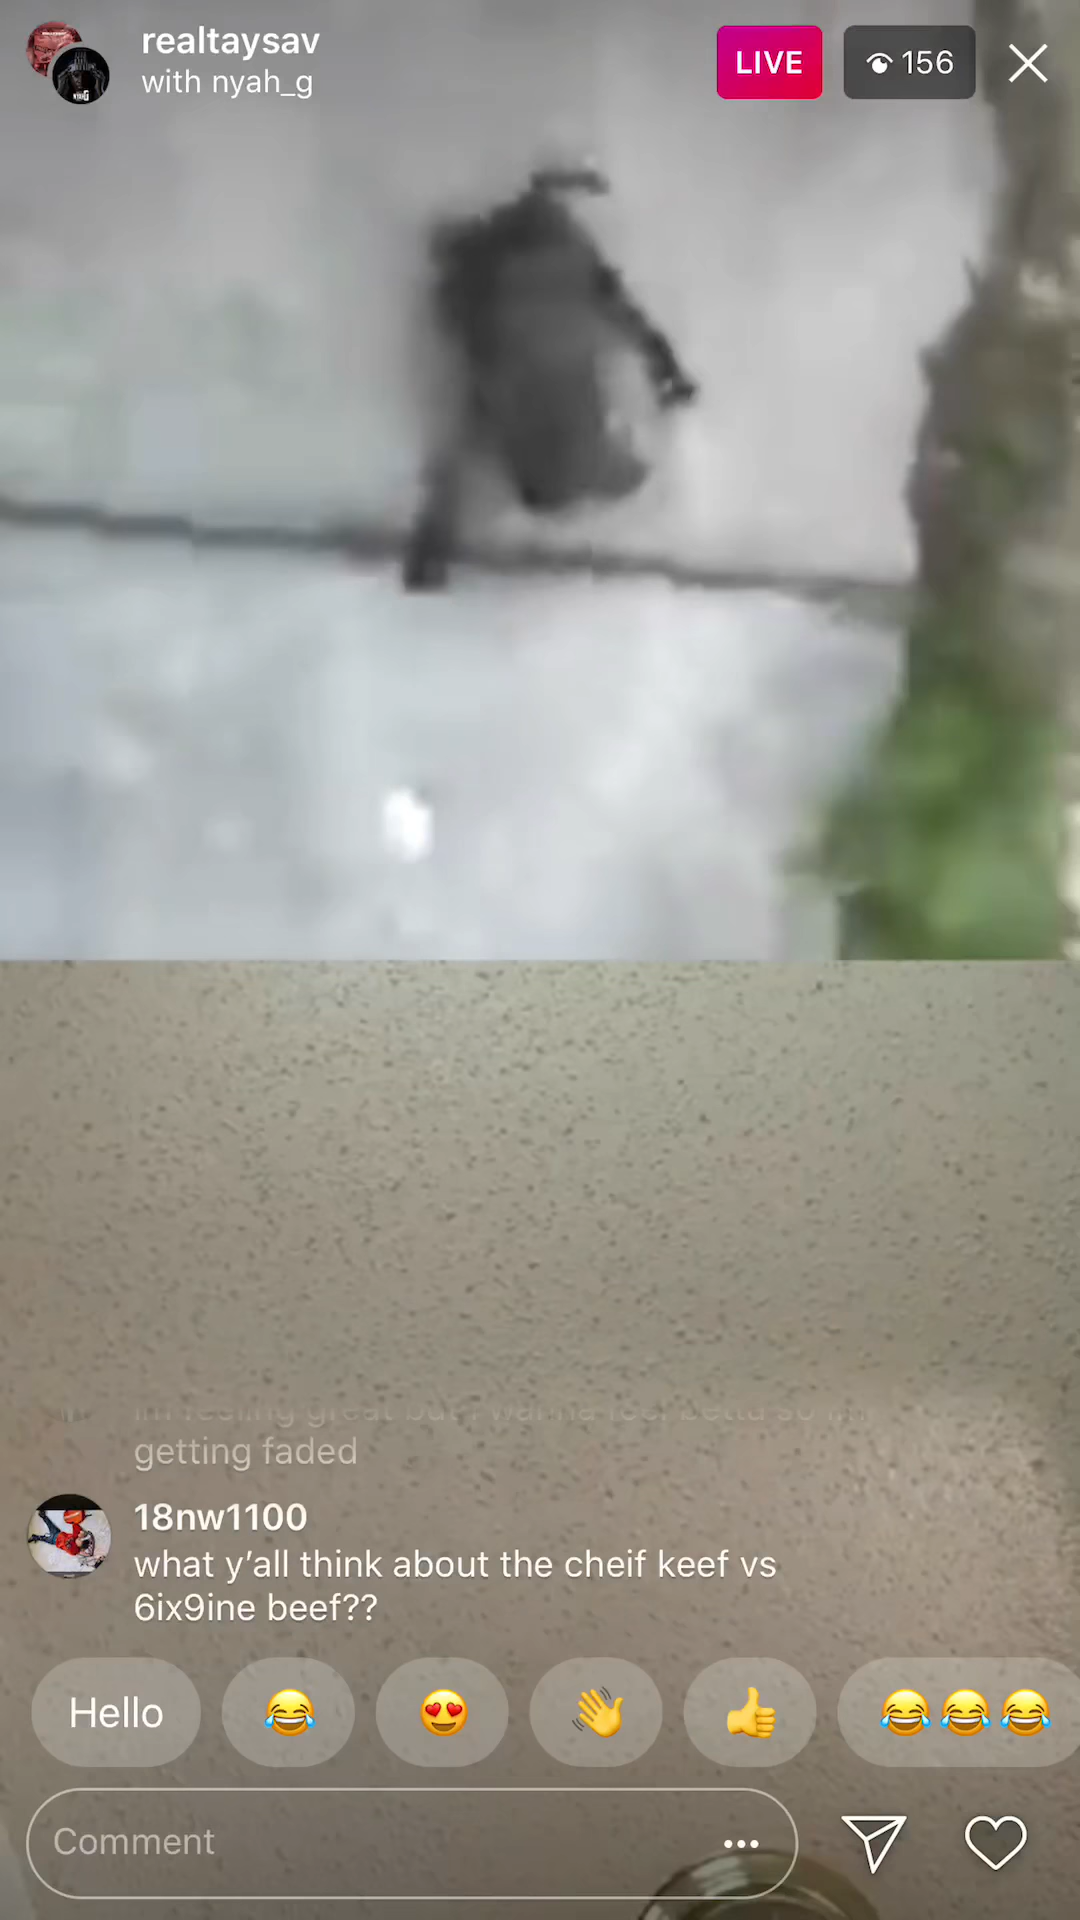 realtaysav
with nyah_g
LIVE
156
getting faded
18nw1100
what y’all think about the cheif keef vs
6ix9ine beef??
Hello
Comment